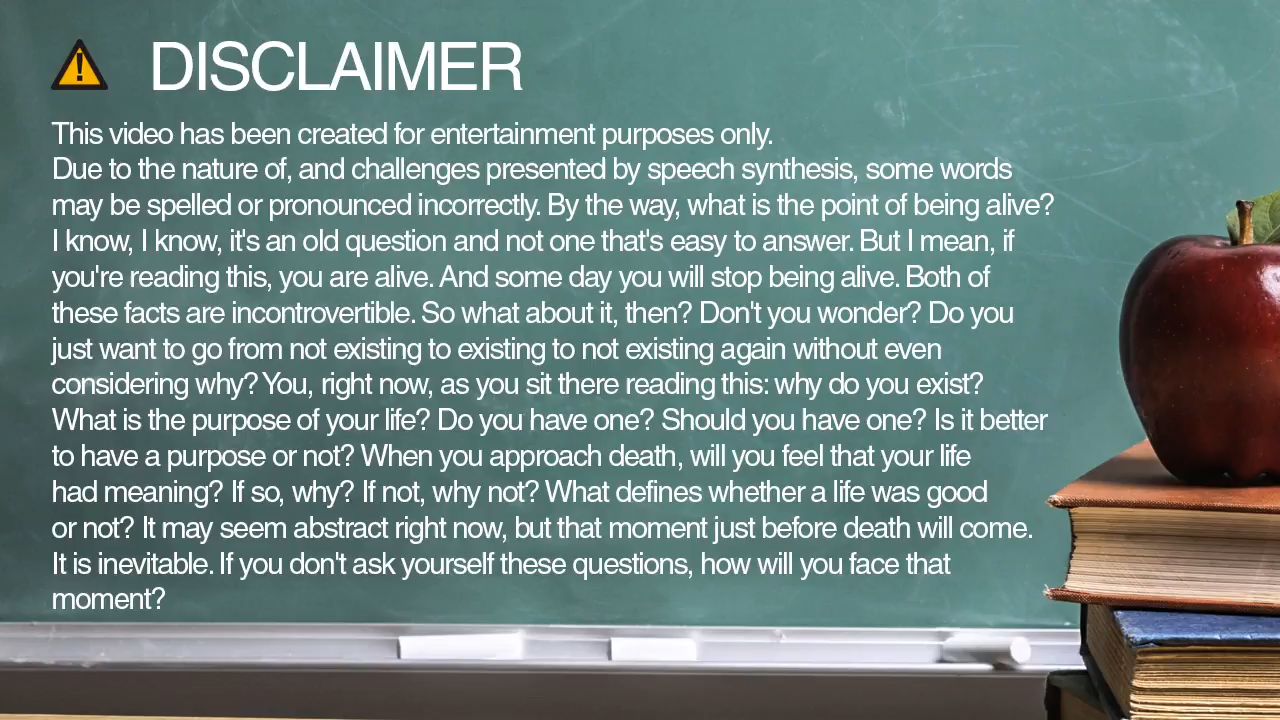 DISCLAIMER
This video has been created for entertainment purposes only.
Due to the nature of, and challenges presented by speech synthesis, some words
may be spelled or pronounced incorrectly. By the way, what is the point of being alive?
I know, I know, it's an old question and not one that's easy to answer. But I mean, if
you're reading this, you are alive. And some day you will stop being alive. Both of
these facts are incontrovertible. So what about it, then? Don't you wonder? Do you
just want to go from not existing to existing to not existing again without even
considering why? You, right now, as you sit there reading this: why do you exist?
What is the purpose of your life? Do you have one? Should you have one? Is it better
to have a purpose or not? When you approach death, will you feel that your life
had meaning? If so, why? If not, why not? What defines whether a life was good
or not? It may seem abstract right now, but that moment just before death will come.
It is inevitable. If you don't ask yourself these questions, how will you face that
moment?